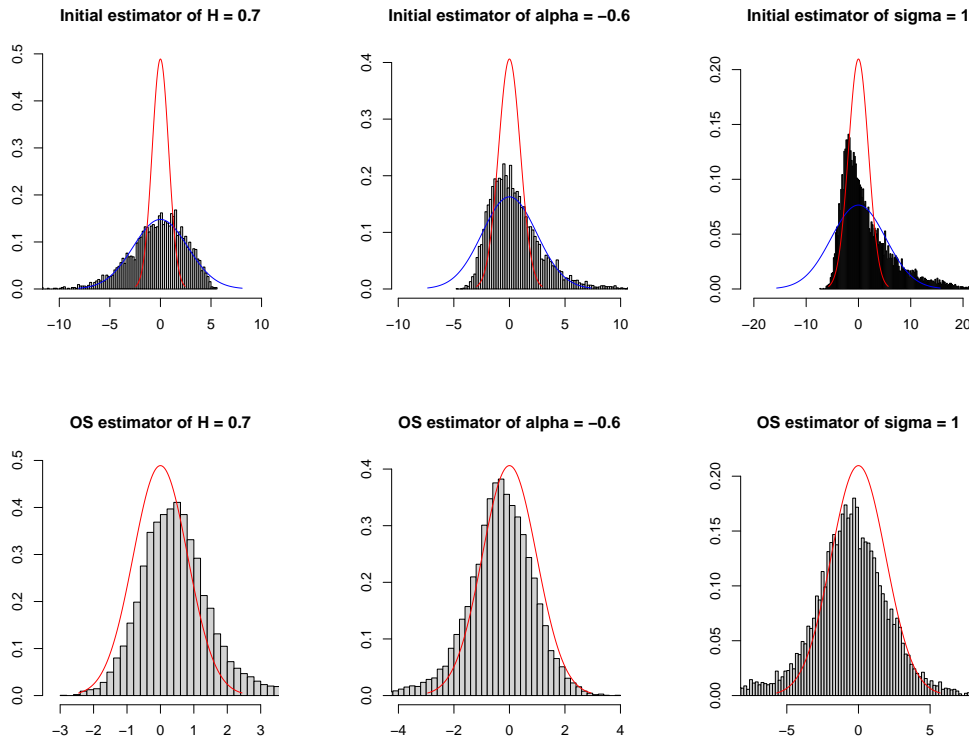 Initial estimator of H = 0.7
0.0 0.1 0.2 0.3 0.4 0.5
−10 −5 0 5 10
Initial estimator of alpha = −0.6
0.0 0.1 0.2 0.3 0.4
−10 −5 0 5 10
Initial estimator of sigma = 1
0.00 0.05 0.10 0.15 0.20
−20 −10 0 10 20
OS estimator of H = 0.7
0.0 0.1 0.2 0.3 0.4 0.5
−3 −2 −1 0 1 2 3
OS estimator of alpha = −0.6
0.0 0.1 0.2 0.3 0.4
−4 −2 0 2 4
OS estimator of sigma = 1
0.00 0.05 0.10 0.15 0.20
−5 0 5